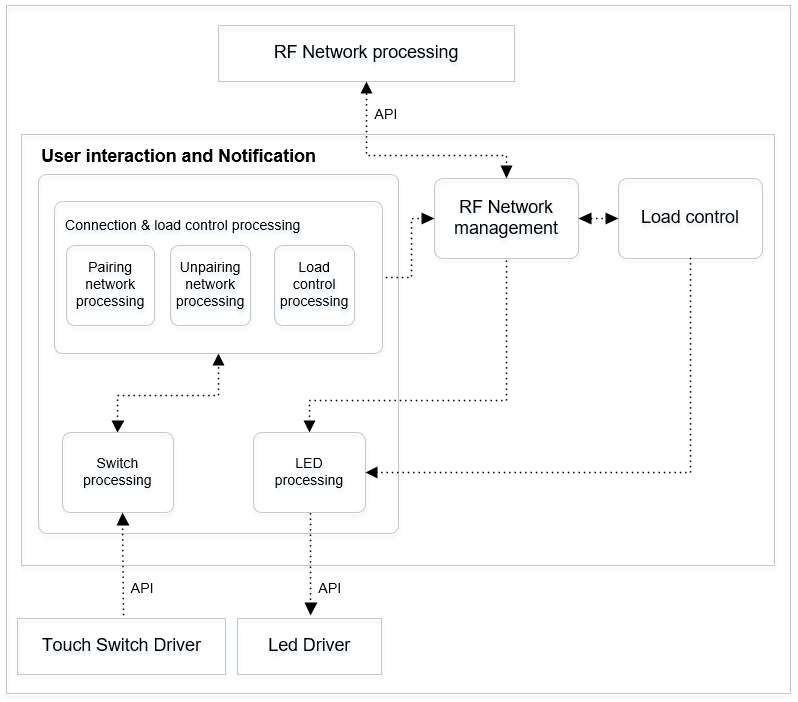 RF Network processing
API
User interaction and Notification
Connection & load control processing
Pairing
network
processing
Unpairing
network
processing
Load
control
processing
RF Network
management
Load control
Switch
processing
LED
processing
API
API
Touch Switch Driver
Led Driver